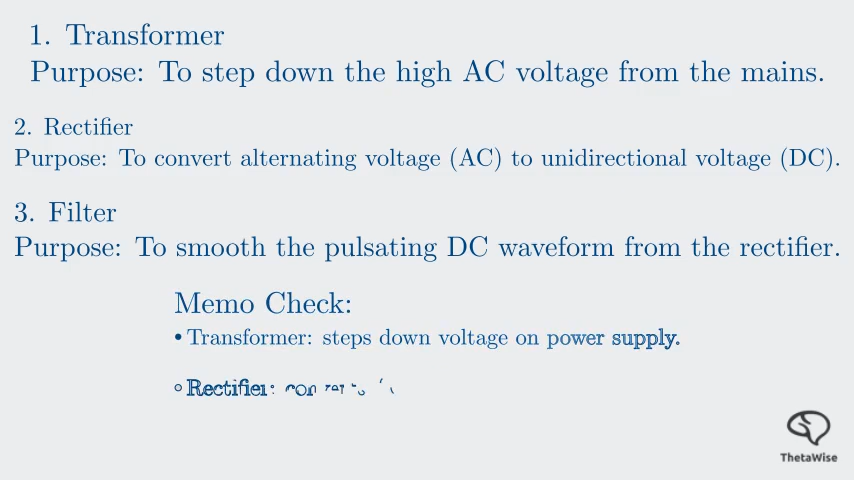 1. Transformer
Purpose: To step down the high AC voltage from the mains.
2. Rectifier
Purpose: To convert alternating voltage (AC) to unidirectional voltage (DC).
3. Filter
Purpose: To smooth the pulsating DC waveform from the rectifier.
Memo Check:
• Transformer: steps down voltage on power supply.
◦ Rectifier:
ThetaWise